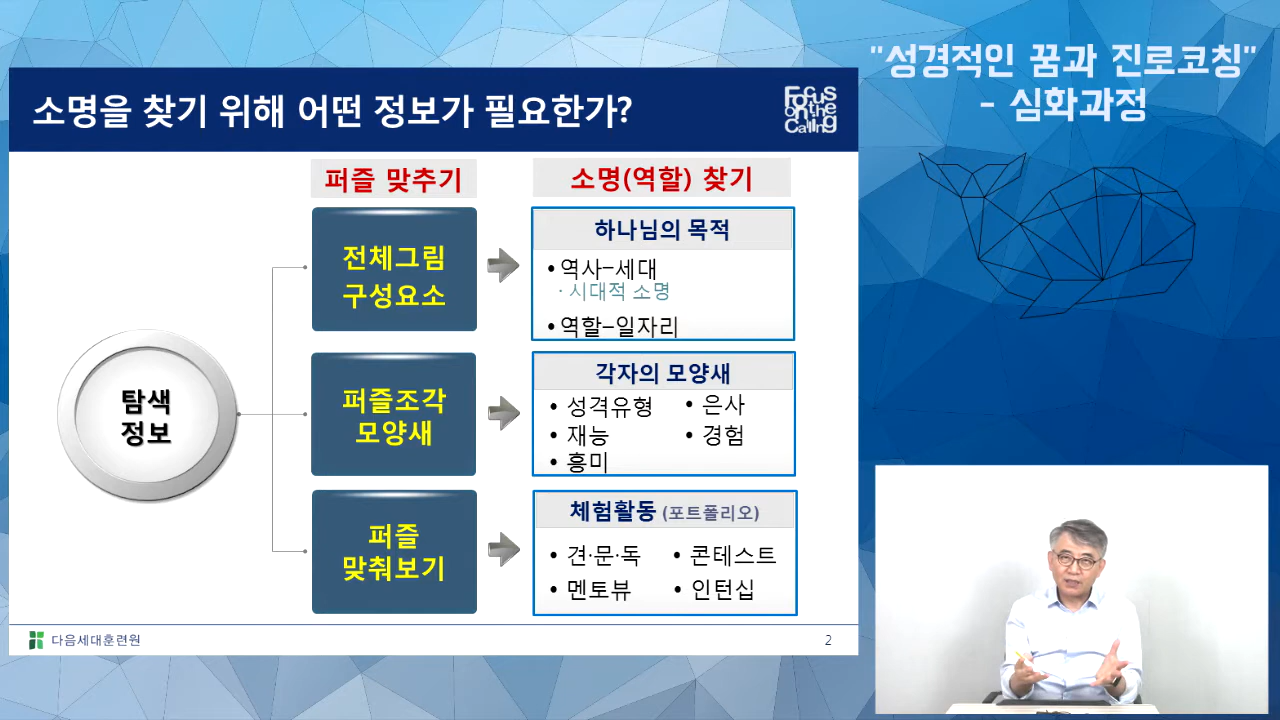 "성경적인 꿈과 진로코칭"
- 심화과정
소명을 찾기 위해 어떤 정보가 필요한가?
Focus
on the
Calling
퍼즐 맞추기
소명(역할) 찾기
탐색
정보
전체그림
구성요소
하나님의 목적
• 역사–세대
· 시대적 소명
• 역할–일자리
퍼즐조각
모양새
각자의 모양새
• 성격유형 • 은사
• 재능 • 경험
• 흥미
퍼즐
맞춰보기
체험활동 (포트폴리오)
• 견·문·독 • 콘테스트
• 멘토뷰 • 인턴십
다음세대훈련원
2